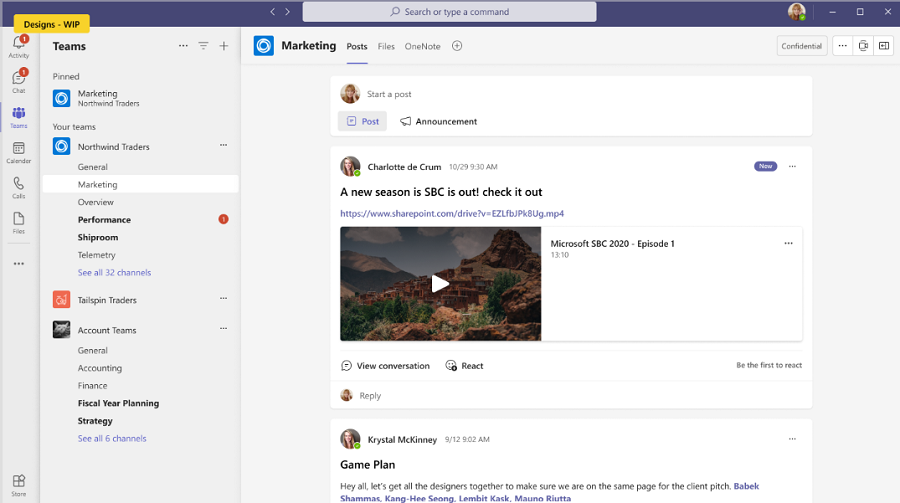 Search or type a command
Designs - WIP
1
Activity
1
Chat
Teams
Calendar
Calls
Files
Store
Teams
Pinned
Marketing
Northwind Traders
Your teams
Northwind Traders
General
Marketing
Overview
Performance
1
Shiproom
Telemetry
See all 32 channels
Tailspin Traders
Account Teams
General
Accounting
Finance
Fiscal Year Planning
Strategy
See all 6 channels
Marketing Posts Files OneNote
Confidential
Start a post
Post Announcement
Charlotte de Crum 10/29 9:30 AM
Now
A new season is SBC is out! check it out
https://www.sharepoint.com/drive?v=EZLfbJPk8Ug.mp4
Microsoft SBC 2020 - Episode 1
13:10
View conversation React
Be the first to react
Reply
Krystal McKinney 9/12 9:02 AM
Game Plan
Hey all, let's get all the designers together to make sure we are on the same page for the client pitch. Babek
Shammas, Kang-Hee Seong, Lembit Kask, Mauno Riutta